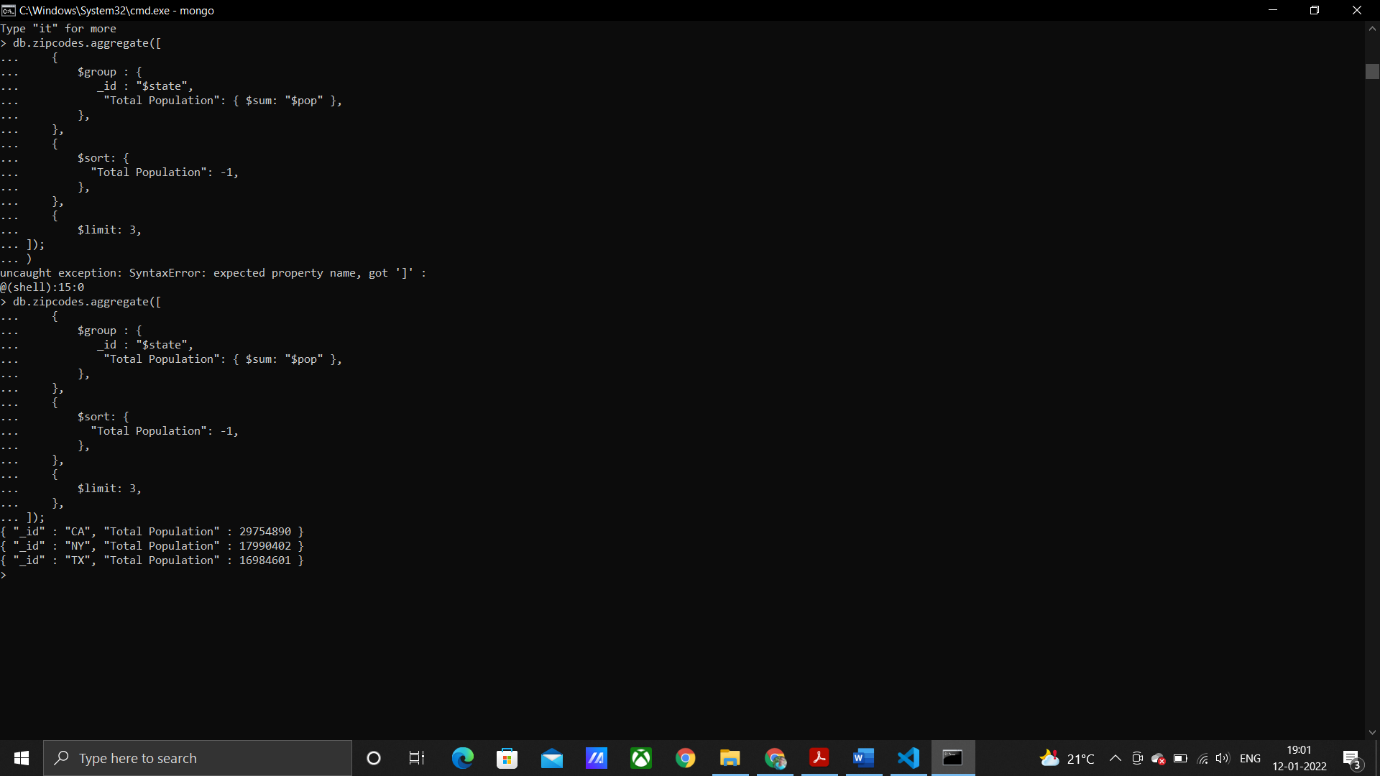 C:\Windows\System32\cmd.exe - mongo
Type "it" for more
> db.zipcodes.aggregate([
...     {
...         $group : {
...            _id : "$state",
...             "Total Population": { $sum: "$pop" },
...         },
...     },
...     {
...         $sort: {
...           "Total Population": -1,
...         },
...     },
...     {
...         $limit: 3,
... ]);
... )
uncaught exception: SyntaxError: expected property name, got ']' :
@(shell):15:0
> db.zipcodes.aggregate([
...     {
...         $group : {
...            _id : "$state",
...             "Total Population": { $sum: "$pop" },
...         },
...     },
...     {
...         $sort: {
...           "Total Population": -1,
...         },
...     },
...     {
...         $limit: 3,
...     },
... ]);
{ "_id" : "CA", "Total Population" : 29754890 }
{ "_id" : "NY", "Total Population" : 17990402 }
{ "_id" : "TX", "Total Population" : 16984601 }
>
Type here to search
21°C
ENG
19:01
12-01-2022
3